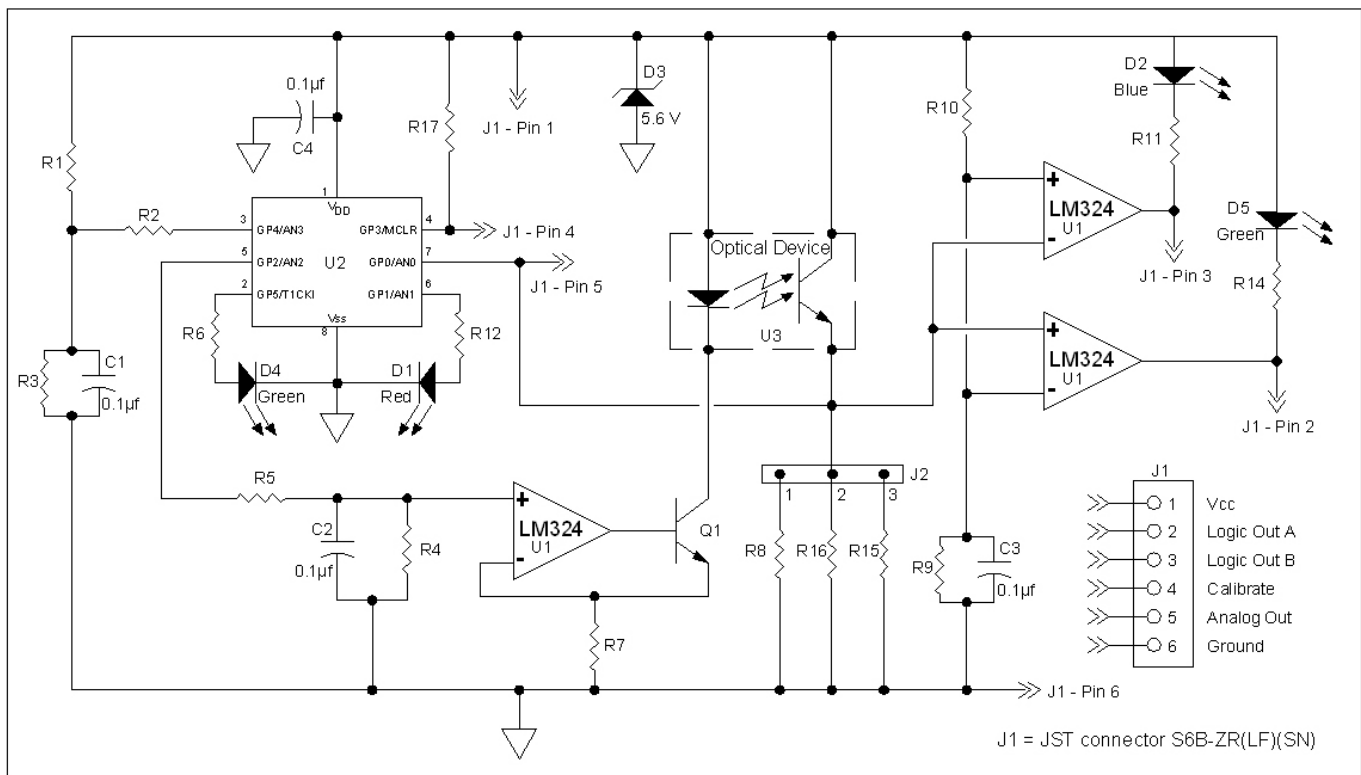 0.1µf
C4
R17
J1 - Pin 1
D3
5.6 V
R10
D2
Blue
R11
R1
R2
1
VDD
3
GP4/AN3
4
GP3/MCLR
J1 - Pin 4
5
GP2/AN2
U2
7
GP0/AN0
J1 - Pin 5
2
GP5/T1CKI
6
GP1/AN1
8
Vss
R6
R12
D4
Green
D1
Red
R3
C1
0.1µf
Optical Device
U3
+
LM324
U1
-
J1 - Pin 3
D5
Green
R14
+
LM324
U1
-
J1 - Pin 2
R5
C2
0.1µf
R4
+
LM324
U1
-
Q1
R7
J2
1
2
3
R8
R16
R15
R9
C3
0.1µf
J1
1 Vcc
2 Logic Out A
3 Logic Out B
4 Calibrate
5 Analog Out
6 Ground
J1 - Pin 6
J1 = JST connector S6B-ZR(LF)(SN)